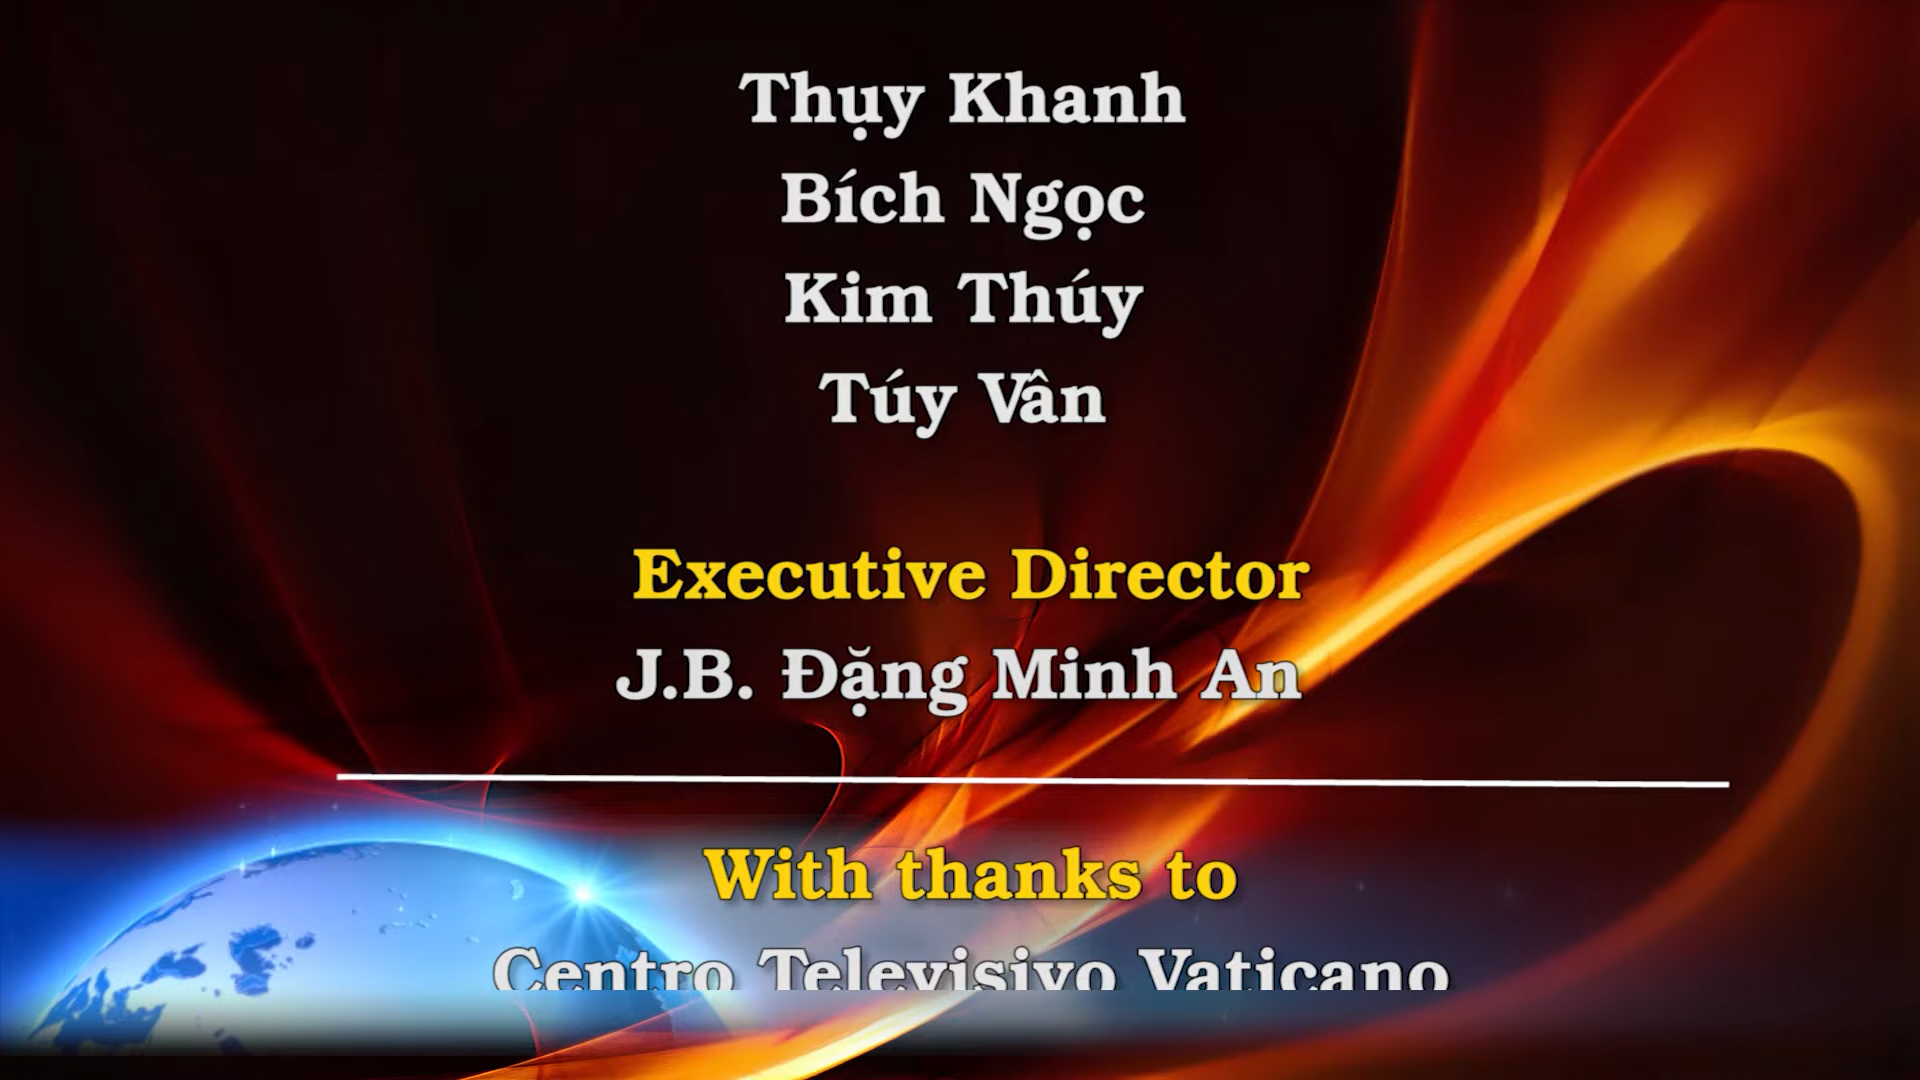 Thụy Khanh
Bích Ngọc
Kim Thúy
Túy Vân
Executive Director
J.B. Đặng Minh An
With thanks to
Centro Televisivo Vaticano